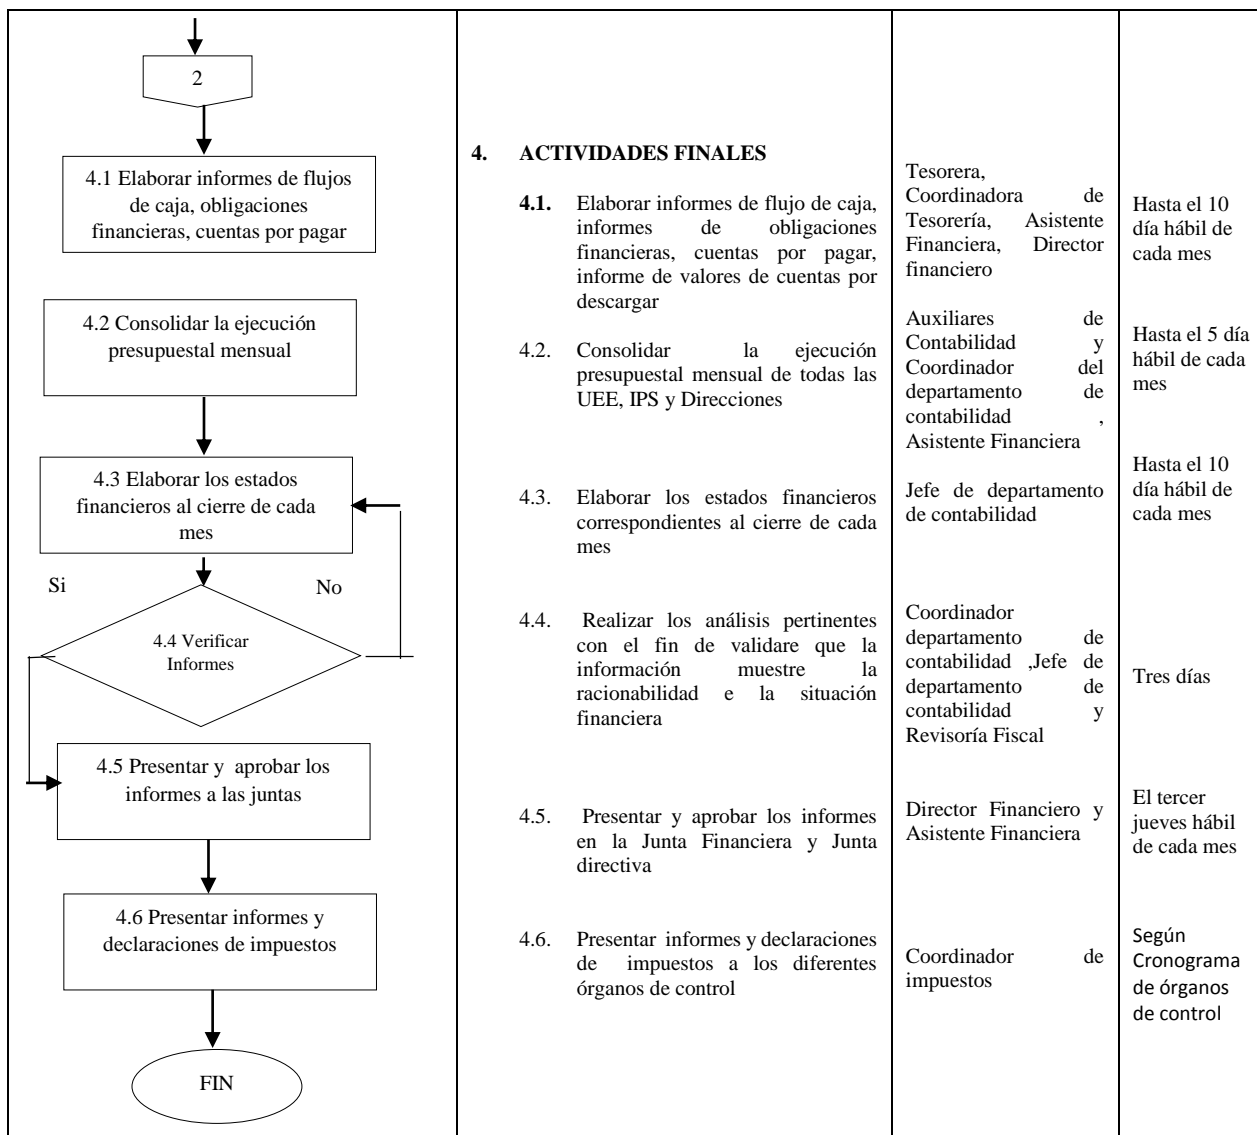 2
4.1 Elaborar informes de flujos
de caja, obligaciones
financieras, cuentas por pagar
4.2 Consolidar la ejecución
presupuestal mensual
4.3 Elaborar los estados
financieros al cierre de cada
mes
Si
No
4.4 Verificar
Informes
4.5 Presentar y aprobar los
informes a las juntas
4.6 Presentar informes y
declaraciones de impuestos
FIN
4. ACTIVIDADES FINALES
4.1. Elaborar informes de flujo de caja,
informes de obligaciones
financieras, cuentas por pagar,
informe de valores de cuentas por
descargar
4.2. Consolidar la ejecución
presupuestal mensual de todas las
UEE, IPS y Direcciones
4.3. Elaborar los estados financieros
correspondientes al cierre de cada
mes
4.4. Realizar los análisis pertinentes
con el fin de validare que la
información muestre la
racionabilidad e la situación
financiera
4.5. Presentar y aprobar los informes
en la Junta Financiera y Junta
directiva
4.6. Presentar informes y declaraciones
de impuestos a los diferentes
órganos de control
Tesorera,
Coordinadora de
Tesorería, Asistente
Financiera, Director
financiero
Auxiliares de
Contabilidad y
Coordinador del
departamento de
contabilidad ,
Asistente Financiera
Jefe de departamento
de contabilidad
Coordinador
departamento de
contabilidad ,Jefe de
departamento de
contabilidad y
Revisoría Fiscal
Director Financiero y
Asistente Financiera
Coordinador de
impuestos
Hasta el 10
día hábil de
cada mes
Hasta el 5 día
hábil de cada
mes
Hasta el 10
día hábil de
cada mes
Tres días
El tercer
jueves hábil
de cada mes
Según
Cronograma
de órganos
de control